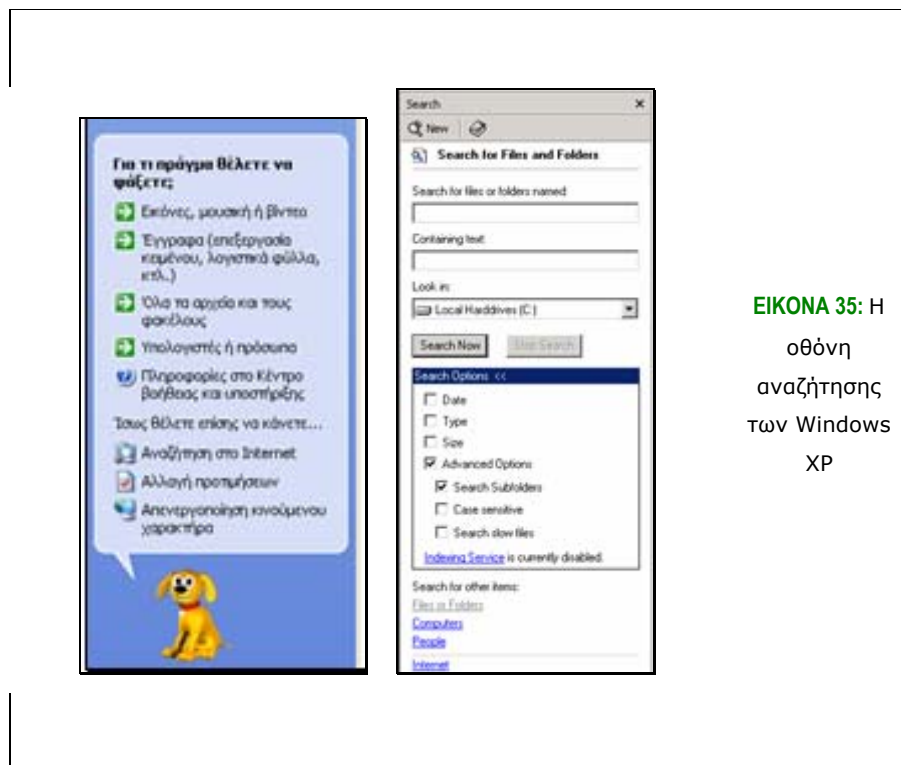 Για τι πράγμα θέλετε να
ψάξετε;
Εικόνες, μουσική ή βίντεο
Έγγραφα (επεξεργασία
κειμένου, λογιστικά φύλλα,
κτλ.)
Όλα τα αρχεία και τους
φακέλους
Υπολογιστές ή πρόσωπα
Πληροφορίες στο Κέντρο
βοήθειας και υποστήριξης
Ίσως θέλετε επίσης να κάνετε...
Αναζήτηση στο Internet
Αλλαγή προτιμήσεων
Απενεργοποίηση κινούμενου
χαρακτήρα
Search
New
Search for Files and Folders
Search for files or folders named:
Containing text:
Look in:
Local Harddrives (C:)
Search Now Stop Search
Search Options <<
Date
Type
Size
Advanced Options
Search Subfolders
Case sensitive
Search slow files
Indexing Service is currently disabled.
Search for other items:
Files or Folders
Computers
People
Internet
ΕΙΚΟΝΑ 35: Η
οθόνη
αναζήτησης
των Windows
XP